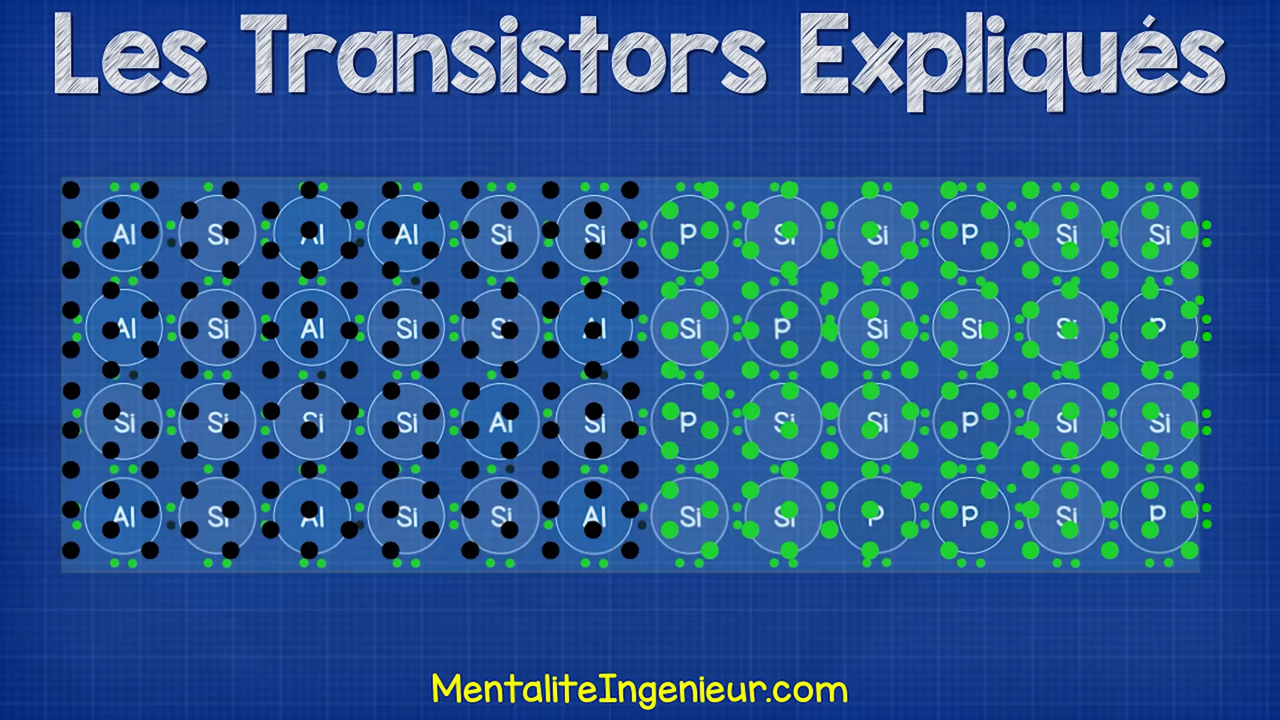 Les Transistors Expliqués
Al Si Al Al Si Si P Si Si P Si Si
Al Si Al Si Si Al Si P Si Si Si P
Si Si Si Si Al Si P Si Si P Si Si
Al Si Al Si Si Al Si Si P P Si P
MentaliteIngenieur.com